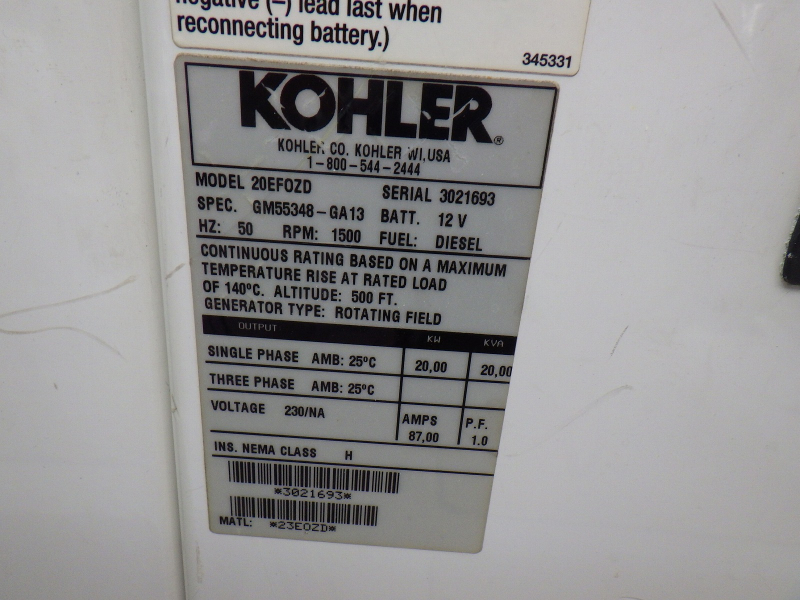 negative (–) lead last when
reconnecting battery.)
345331
KOHLER®
KOHLER CO. KOHLER WI,USA
1-800-544-2444
MODEL 20EFOZD SERIAL 3021693
SPEC. GM55348-GA13 BATT. 12 V
HZ: 50 RPM: 1500 FUEL: DIESEL
CONTINUOUS RATING BASED ON A MAXIMUM
TEMPERATURE RISE AT RATED LOAD
OF 140ºC. ALTITUDE: 500 FT.
GENERATOR TYPE: ROTATING FIELD
OUTPUT KW KVA
SINGLE PHASE AMB: 25ºC 20,00 20,00
THREE PHASE AMB: 25ºC
VOLTAGE 230/NA AMPS P.F.
87,00 1.0
INS. NEMA CLASS H
*3021693*
MATL: *23EOZD*